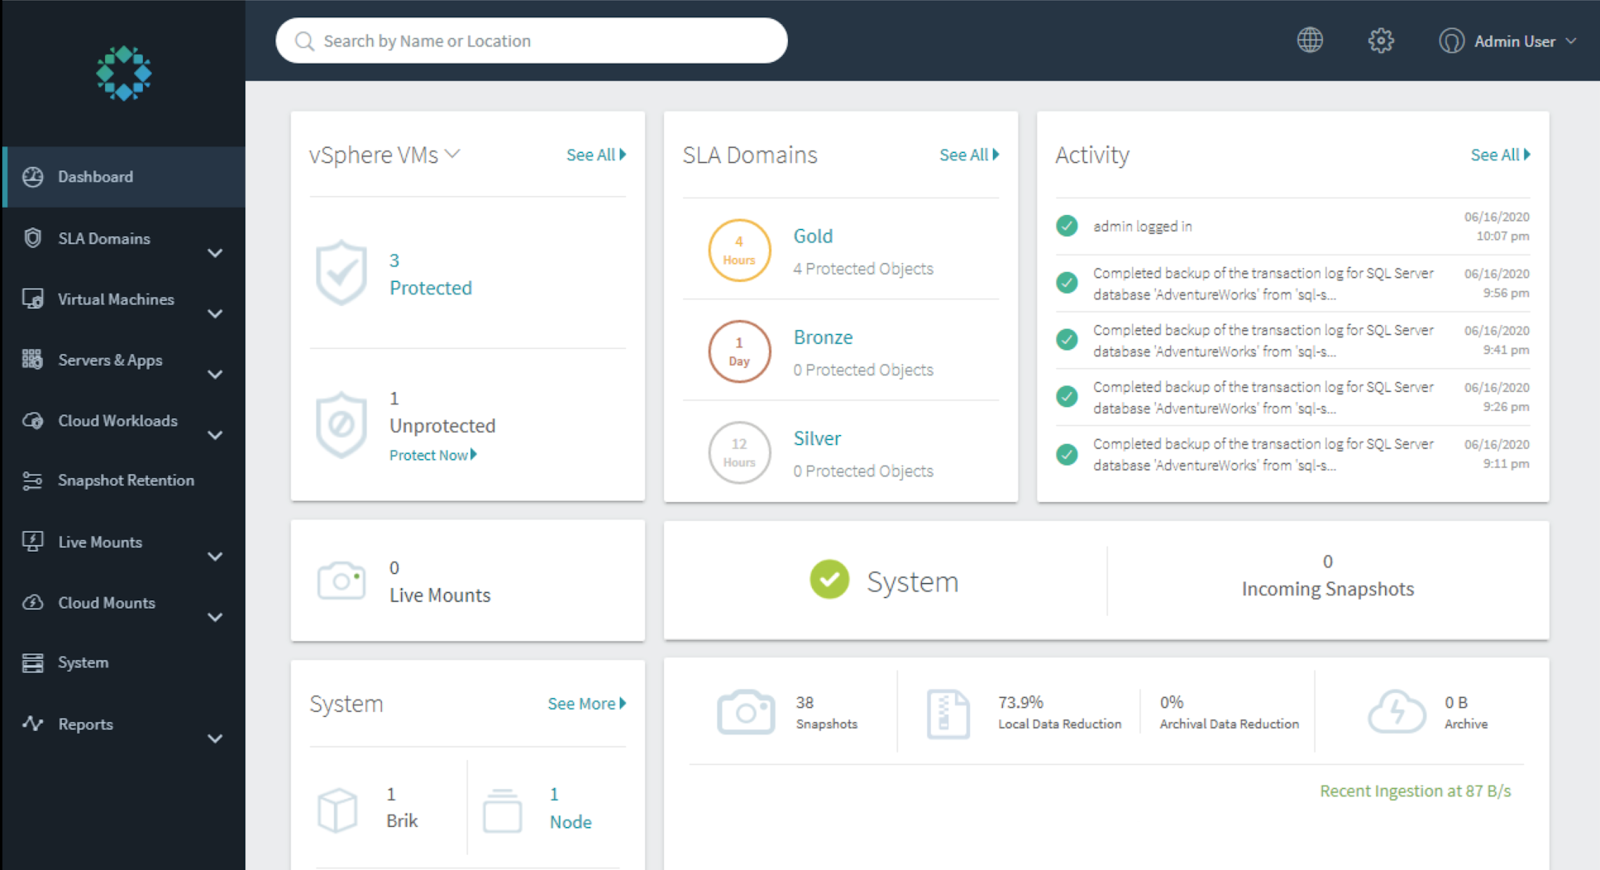 Search by Name or Location
Admin User
Dashboard
SLA Domains
Virtual Machines
Servers & Apps
Cloud Workloads
Snapshot Retention
Live Mounts
Cloud Mounts
System
Reports
vSphere VMs
See All
3
Protected
1
Unprotected
Protect Now
SLA Domains
See All
4
Hours
Gold
4 Protected Objects
1
Day
Bronze
0 Protected Objects
12
Hours
Silver
0 Protected Objects
Activity
See All
admin logged in
06/16/2020
10:07 pm
Completed backup of the transaction log for SQL Server
database 'AdventureWorks' from 'sql-s...
06/16/2020
9:56 pm
Completed backup of the transaction log for SQL Server
database 'AdventureWorks' from 'sql-s...
06/16/2020
9:41 pm
Completed backup of the transaction log for SQL Server
database 'AdventureWorks' from 'sql-s...
06/16/2020
9:26 pm
Completed backup of the transaction log for SQL Server
database 'AdventureWorks' from 'sql-s...
06/16/2020
9:11 pm
0
Live Mounts
System
0
Incoming Snapshots
System
See More
1
Brik
1
Node
38
Snapshots
73.9%
Local Data Reduction
0%
Archival Data Reduction
0 B
Archive
Recent Ingestion at 87 B/s